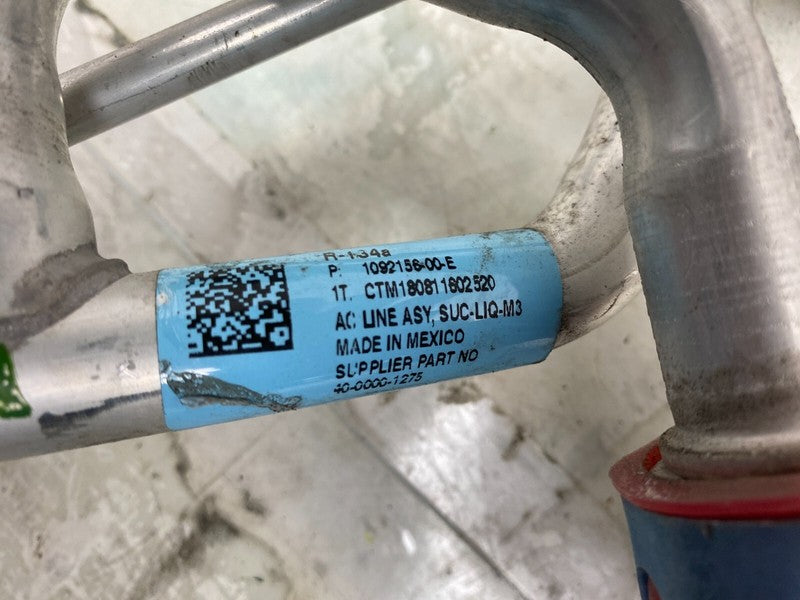 R-134a
P. 1092156-00-E
1T. CTM180811602520
AC LINE ASY, SUC-LIQ-M3
MADE IN MEXICO
SUPPLIER PART NO
40-0000-1275